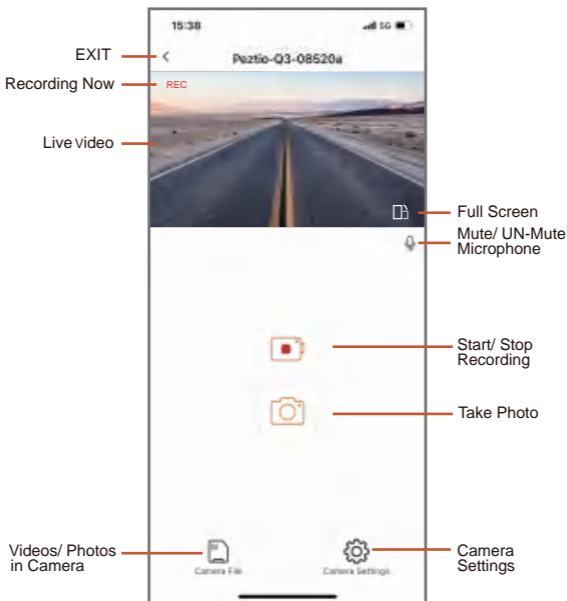 15:38
5G
EXIT
Peztio-Q3-08520a
Recording Now
REC
Live Video
Full Screen
Mute/ UN-Mute
Microphone
Start/ Stop
Recording
Take Photo
Videos/ Photos
in Camera
Camera File
Camera Settings
Camera
Settings